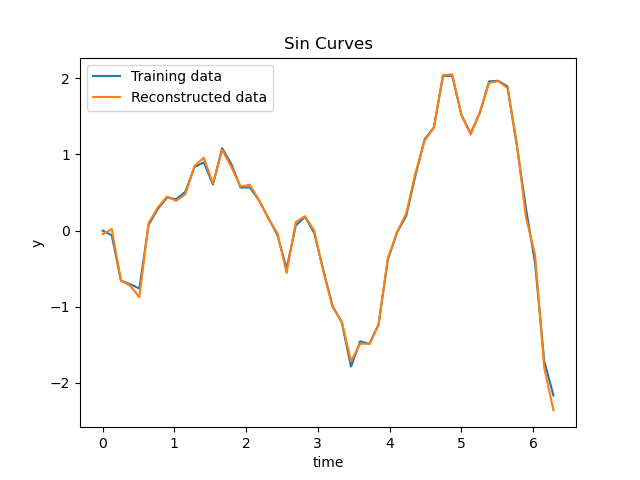 Sin Curves
Training data
Reconstructed data
2
1
0
−1
−2
y
0 1 2 3 4 5 6
time